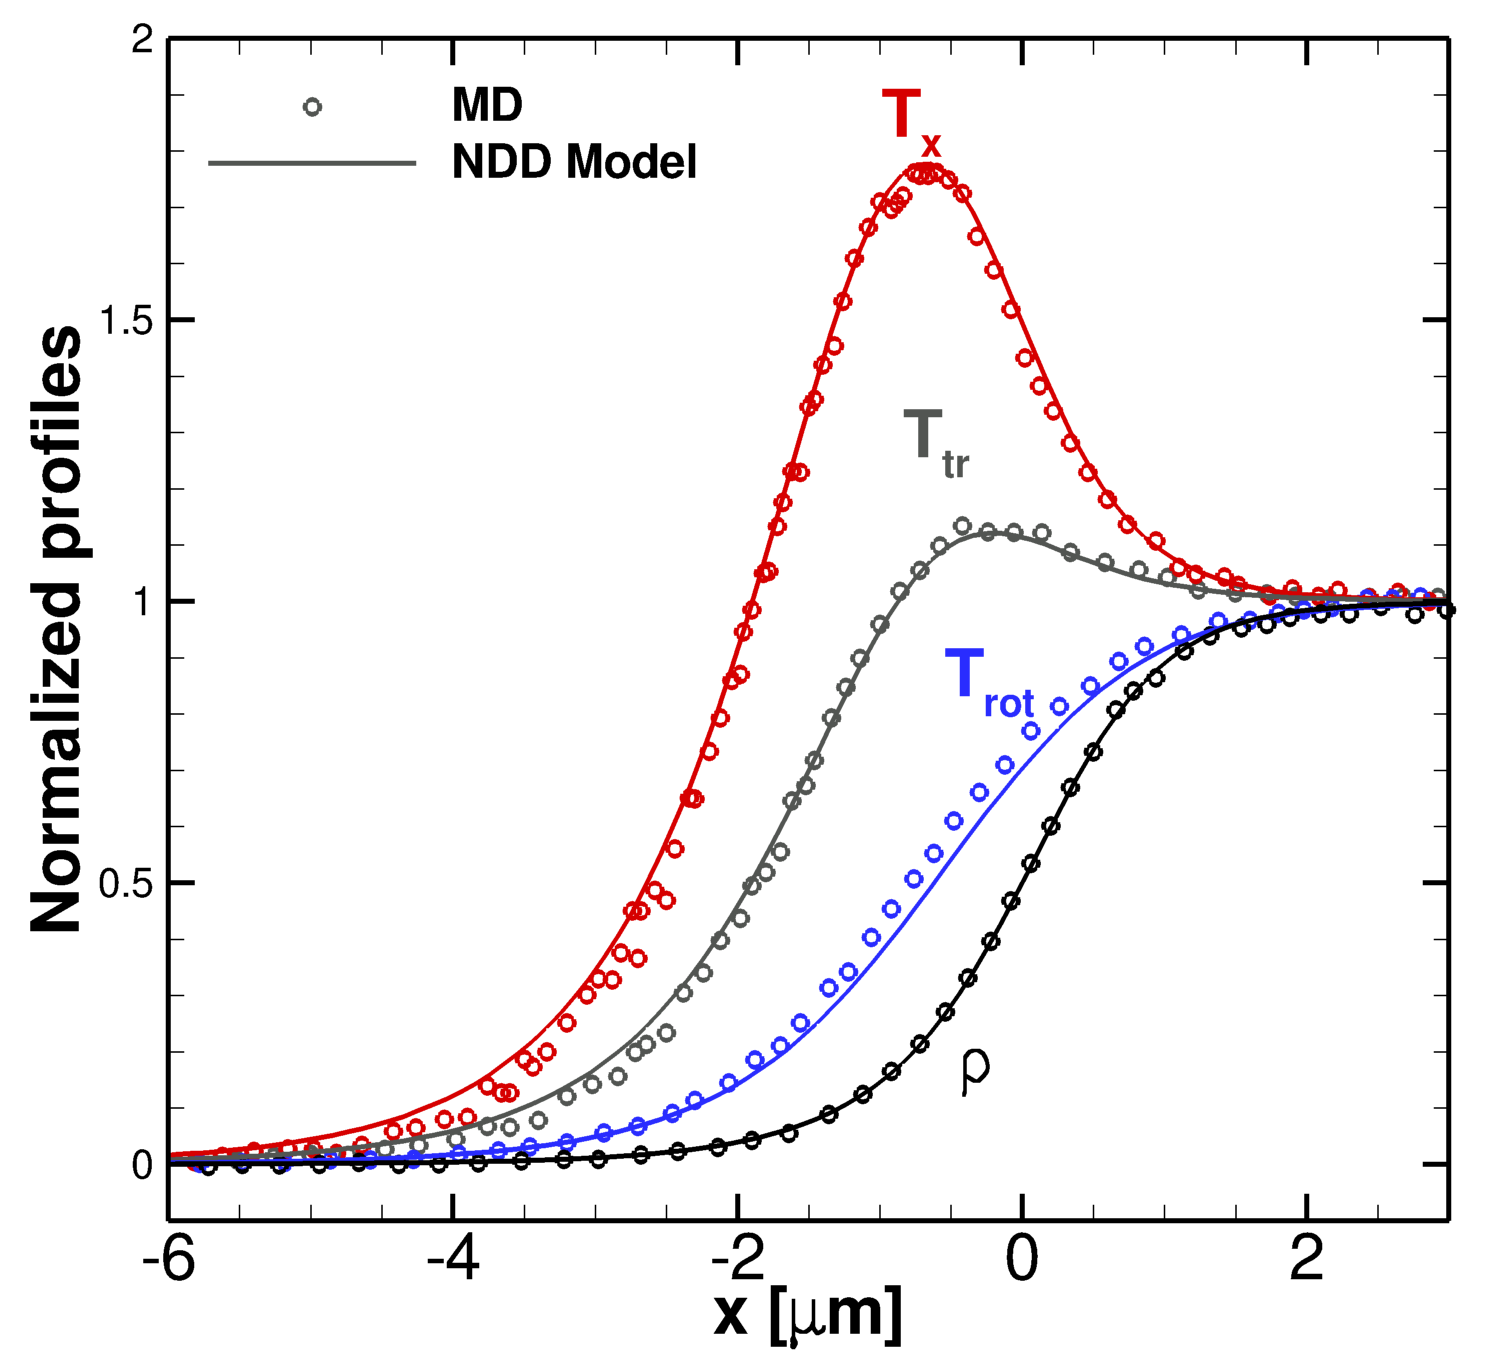 2
MD
NDD Model
Tx
1.5
Ttr
1
Trot
0.5
ρ
0
-6 -4 -2 0 2
x [μm]
Normalized profiles